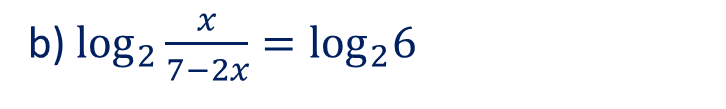 b) log₂ x/(7−2x) = log₂6